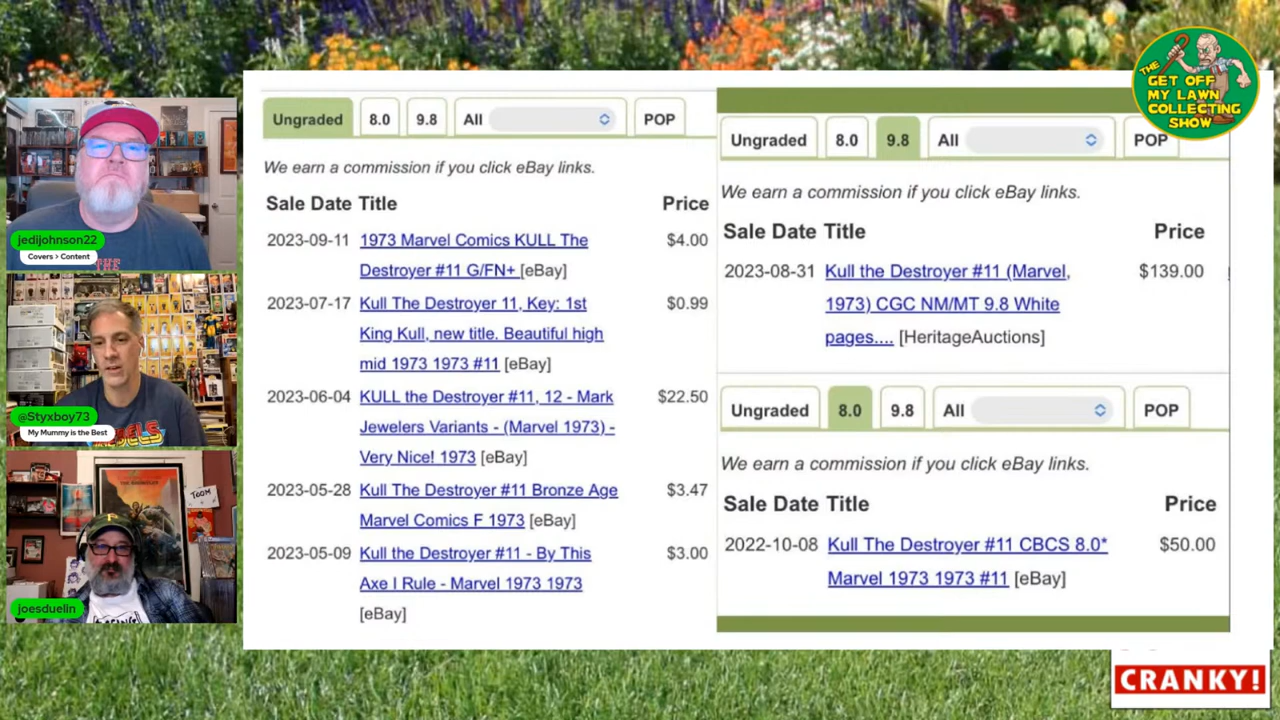 THE
GET OFF
MY LAWN
COLLECTING
SHOW
jedijohnson22
Covers > Content
@Styxboy73
My Mummy is the Best
TOOM
joesduelin
Ungraded 8.0 9.8 All POP
We earn a commission if you click eBay links.
Sale Date Title Price
2023-09-11 1973 Marvel Comics KULL The $4.00
Destroyer #11 G/FN+ [eBay]
2023-07-17 Kull The Destroyer 11, Key: 1st $0.99
King Kull, new title. Beautiful high
mid 1973 1973 #11 [eBay]
2023-06-04 KULL the Destroyer #11, 12 - Mark $22.50
Jewelers Variants - (Marvel 1973) -
Very Nice! 1973 [eBay]
2023-05-28 Kull The Destroyer #11 Bronze Age $3.47
Marvel Comics F 1973 [eBay]
2023-05-09 Kull the Destroyer #11 - By This $3.00
Axe I Rule - Marvel 1973 1973
[eBay]
Ungraded 8.0 9.8 All POP
We earn a commission if you click eBay links.
Sale Date Title Price
2023-08-31 Kull the Destroyer #11 (Marvel, $139.00
1973) CGC NM/MT 9.8 White
pages.... [HeritageAuctions]
Ungraded 8.0 9.8 All POP
We earn a commission if you click eBay links.
Sale Date Title Price
2022-10-08 Kull The Destroyer #11 CBCS 8.0* $50.00
Marvel 1973 1973 #11 [eBay]
CRANKY!